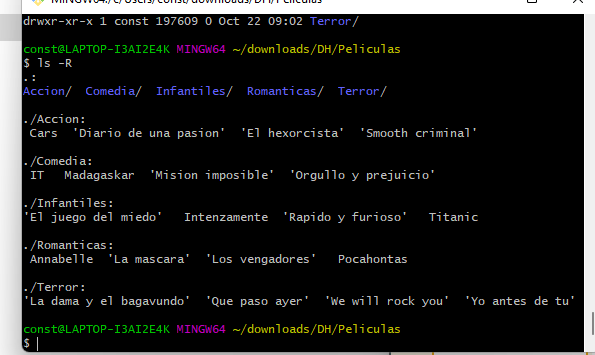 MINGW64:/c/Users/const/downloads/DH/Peliculas
drwxr-xr-x 1 const 197609 0 Oct 22 09:02 Terror/
const@LAPTOP-I3AI2E4K MINGW64 ~/downloads/DH/Peliculas
$ ls -R
.:
Accion/  Comedia/  Infantiles/  Romanticas/  Terror/
./Accion:
 Cars  'Diario de una pasion'  'El hexorcista'  'Smooth criminal'
./Comedia:
 IT   Madagaskar  'Mision imposible'  'Orgullo y prejuicio'
./Infantiles:
'El juego del miedo'   Intenzamente  'Rapido y furioso'   Titanic
./Romanticas:
 Annabelle  'La mascara'  'Los vengadores'   Pocahontas
./Terror:
'La dama y el bagavundo'  'Que paso ayer'  'We will rock you'  'Yo antes de tu'
const@LAPTOP-I3AI2E4K MINGW64 ~/downloads/DH/Peliculas
$